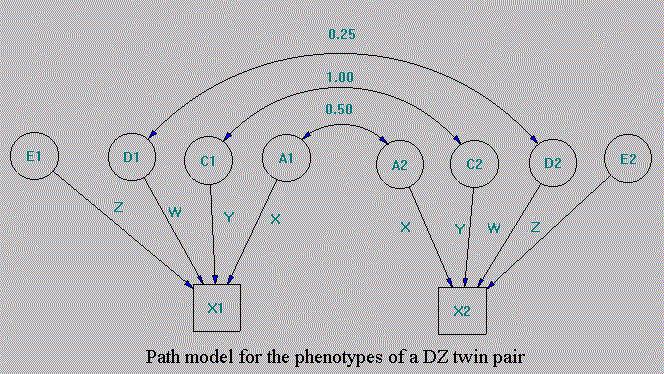 0.25
1.00
0.50
E1 D1 C1 A1 A2 C2 D2 E2
Z W Y X X Y W Z
X1 X2
Path model for the phenotypes of a DZ twin pair